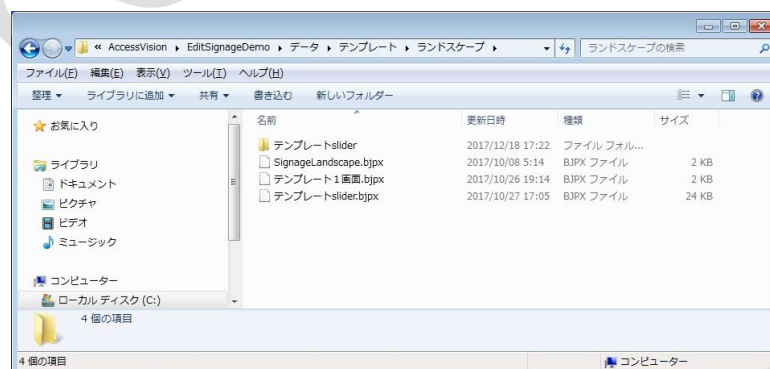 « AccessVision ▸ EditSignageDemo ▸ データ ▸ テンプレート ▸ ランドスケープ ▸ ランドスケープの検索
ファイル(F) 編集(E) 表示(V) ツール(T) ヘルプ(H)
整理 ▼ ライブラリに追加 ▼ 共有 ▼ 書き込む 新しいフォルダー
お気に入り
ライブラリ
ドキュメント
ピクチャ
ビデオ
ミュージック
コンピューター
ローカル ディスク (C:)
名前 更新日時 種類 サイズ
テンプレートslider 2017/12/18 17:22 ファイル フォル...
SignageLandscape.bjpx 2017/10/08 5:14 BJPX ファイル 2 KB
テンプレート1画面.bjpx 2017/10/26 19:14 BJPX ファイル 2 KB
テンプレートslider.bjpx 2017/10/27 17:05 BJPX ファイル 24 KB
4 個の項目
4 個の項目 コンピューター